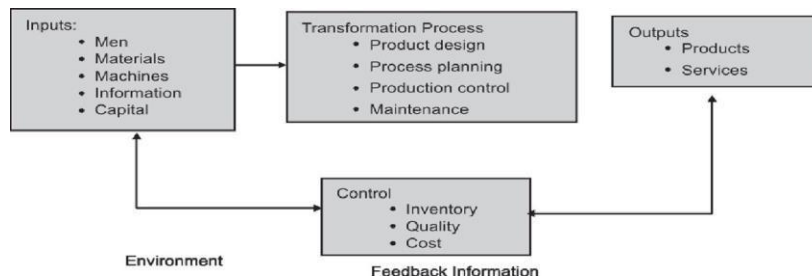 Inputs:
• Men
• Materials
• Machines
• Information
• Capital
Transformation Process
• Product design
• Process planning
• Production control
• Maintenance
Outputs
• Products
• Services
Control
• Inventory
• Quality
• Cost
Environment
Feedback Information